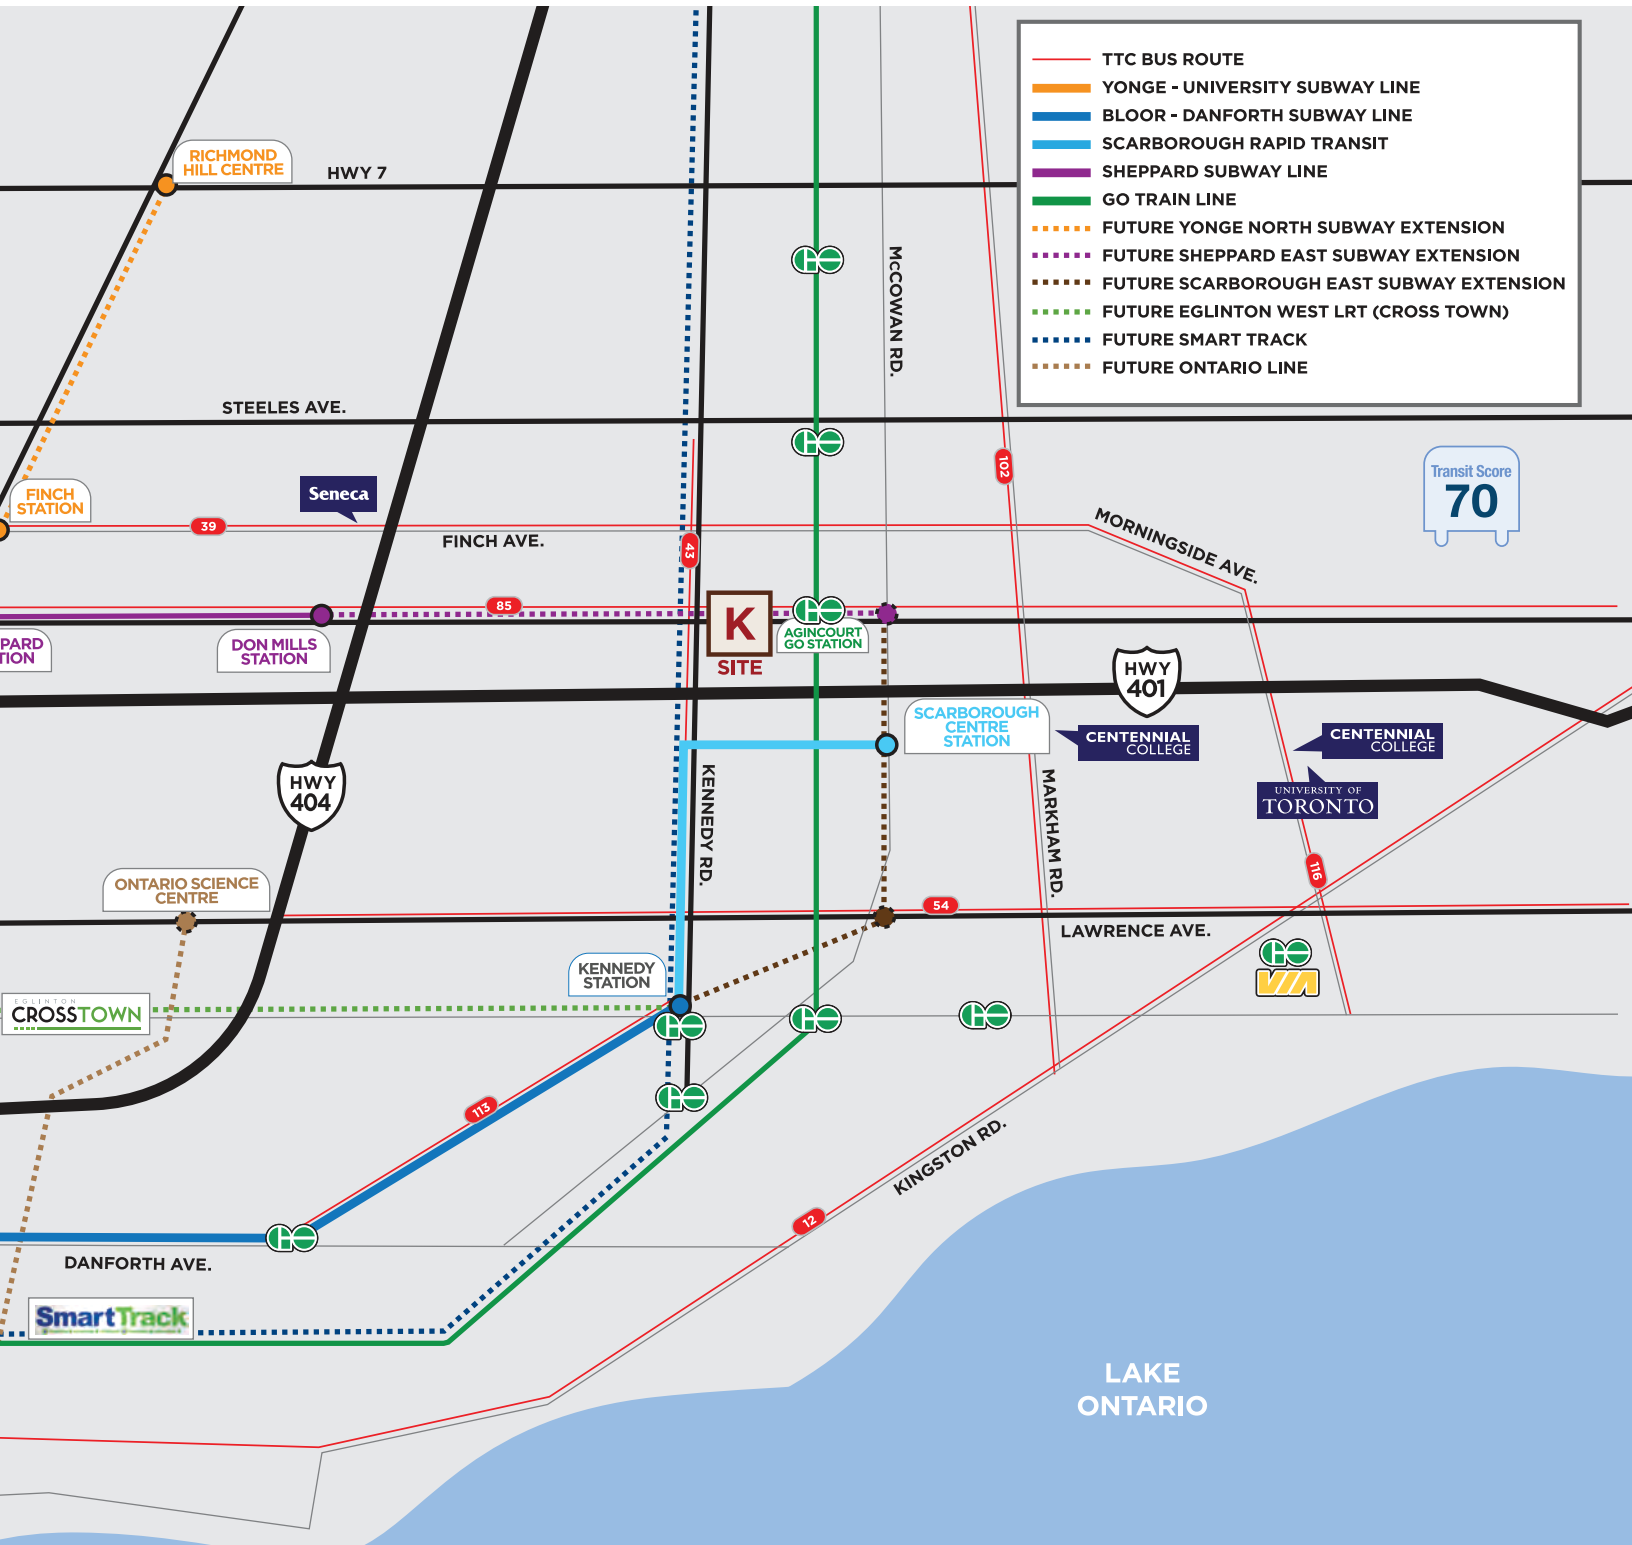 TTC BUS ROUTE
YONGE - UNIVERSITY SUBWAY LINE
BLOOR - DANFORTH SUBWAY LINE
SCARBOROUGH RAPID TRANSIT
SHEPPARD SUBWAY LINE
GO TRAIN LINE
FUTURE YONGE NORTH SUBWAY EXTENSION
FUTURE SHEPPARD EAST SUBWAY EXTENSION
FUTURE SCARBOROUGH EAST SUBWAY EXTENSION
FUTURE EGLINTON WEST LRT (CROSS TOWN)
FUTURE SMART TRACK
FUTURE ONTARIO LINE
RICHMOND
HILL CENTRE
HWY 7
McCOWAN RD.
STEELES AVE.
102
Transit Score
70
FINCH
STATION
Seneca
39
FINCH AVE.
43
MORNINGSIDE AVE.
85
K
SITE
AGINCOURT
GO STATION
PARD
TION
DON MILLS
STATION
HWY
401
SCARBOROUGH
CENTRE
STATION
CENTENNIAL
COLLEGE
CENTENNIAL
COLLEGE
UNIVERSITY OF
TORONTO
HWY
404
KENNEDY RD.
MARKHAM RD.
116
ONTARIO SCIENCE
CENTRE
54
LAWRENCE AVE.
KENNEDY
STATION
VIA
EGLINTON
CROSSTOWN
113
KINGSTON RD.
12
DANFORTH AVE.
SmartTrack
LAKE
ONTARIO